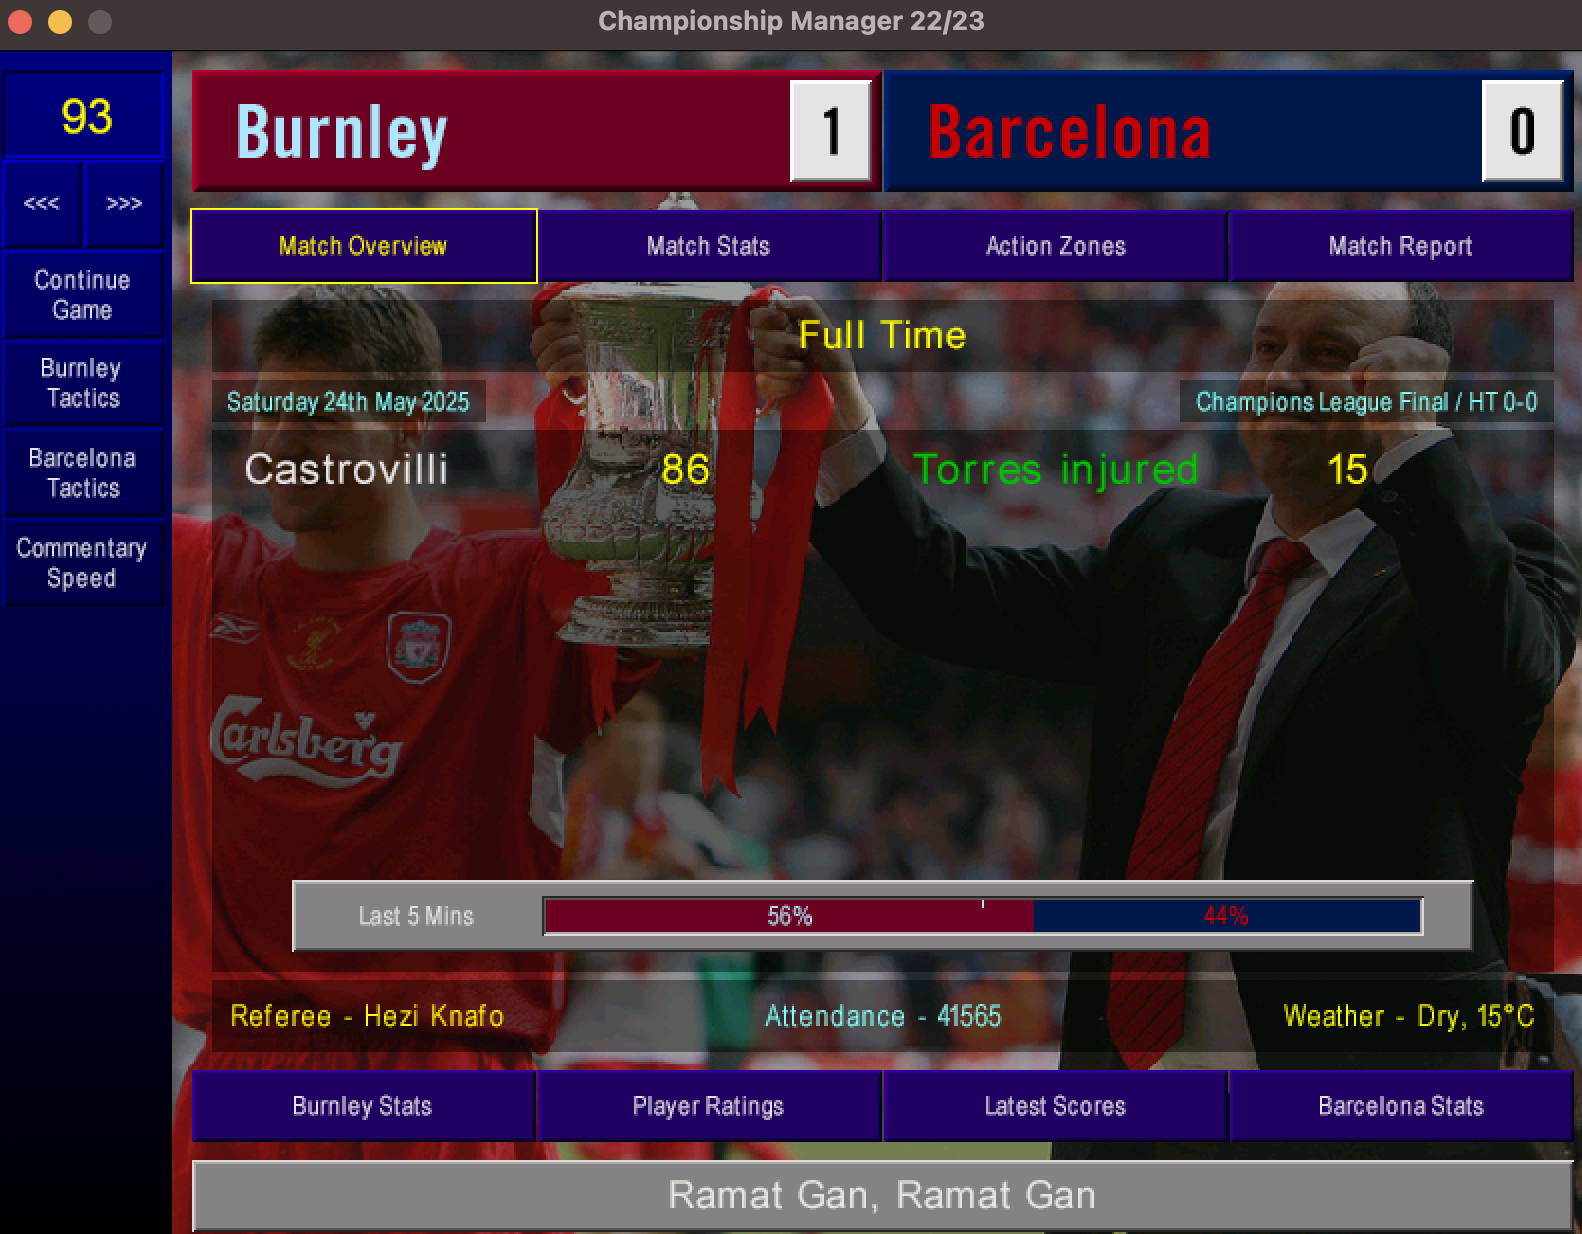 Championship Manager 22/23
93
Burnley 1 Barcelona 0
<<< >>>
Match Overview Match Stats Action Zones Match Report
Continue
Game
Full Time
Burnley
Tactics
Saturday 24th May 2025 Champions League Final / HT 0-0
Barcelona
Tactics
Castrovilli 86 Torres injured 15
Commentary
Speed
Carlsberg
Last 5 Mins 56% 44%
Referee - Hezi Knafo Attendance - 41565 Weather - Dry, 15°C
Burnley Stats Player Ratings Latest Scores Barcelona Stats
Ramat Gan, Ramat Gan